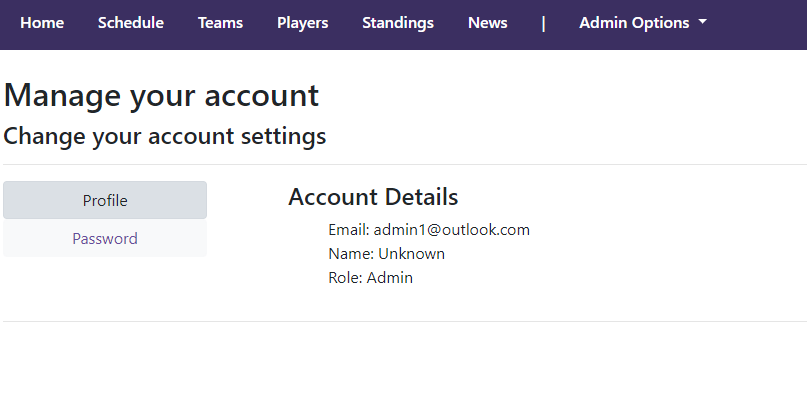 Home Schedule Teams Players Standings News | Admin Options
Manage your account
Change your account settings
Profile
Password
Account Details
Email: admin1@outlook.com
Name: Unknown
Role: Admin